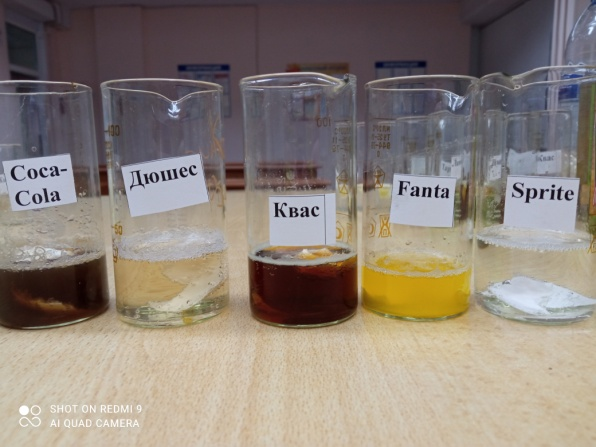 Coca-
Cola
Дюшес
Квас
Fanta
Sprite
SHOT ON REDMI 9
AI QUAD CAMERA